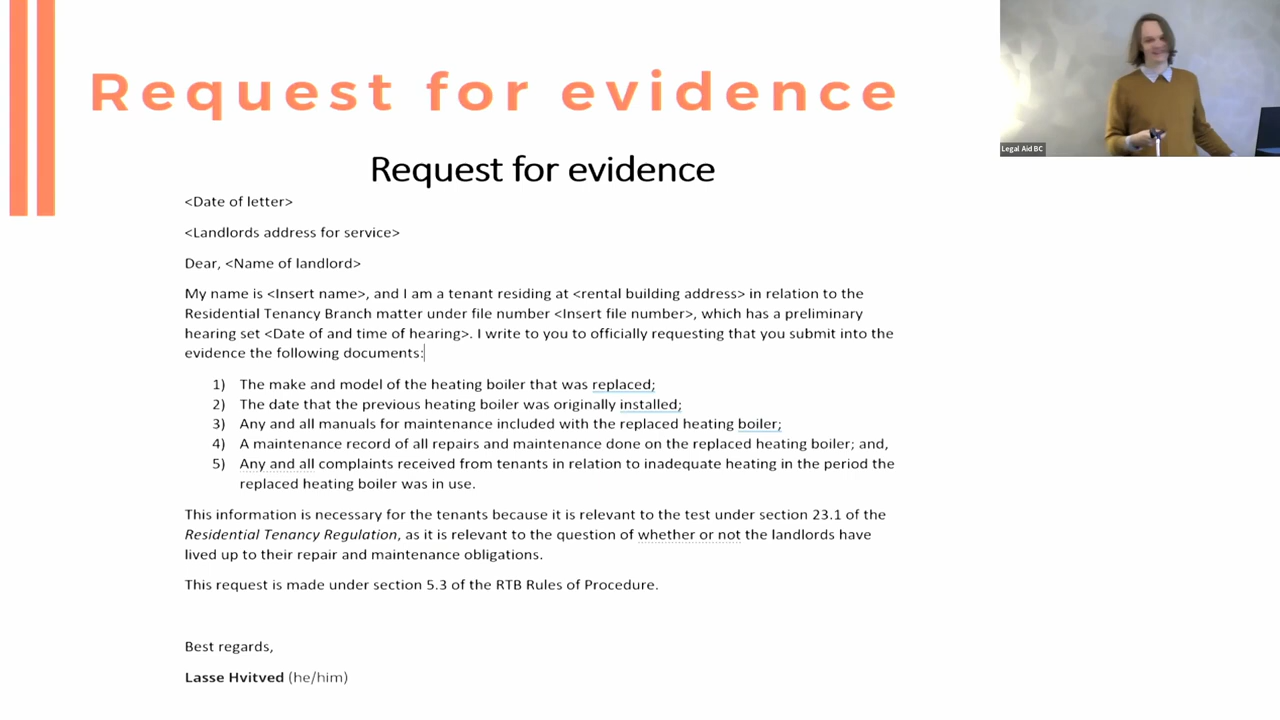 Request for evidence
Legal Aid BC
Request for evidence
<Date of letter>
<Landlords address for service>
Dear, <Name of landlord>
My name is <Insert name>, and I am a tenant residing at <rental building address> in relation to the
Residential Tenancy Branch matter under file number <Insert file number>, which has a preliminary
hearing set <Date of and time of hearing>. I write to you to officially requesting that you submit into the
evidence the following documents:
1) The make and model of the heating boiler that was replaced;
2) The date that the previous heating boiler was originally installed;
3) Any and all manuals for maintenance included with the replaced heating boiler;
4) A maintenance record of all repairs and maintenance done on the replaced heating boiler; and,
5) Any and all complaints received from tenants in relation to inadequate heating in the period the
replaced heating boiler was in use.
This information is necessary for the tenants because it is relevant to the test under section 23.1 of the
Residential Tenancy Regulation, as it is relevant to the question of whether or not the landlords have
lived up to their repair and maintenance obligations.
This request is made under section 5.3 of the RTB Rules of Procedure.
Best regards,
Lasse Hvitved (he/him)